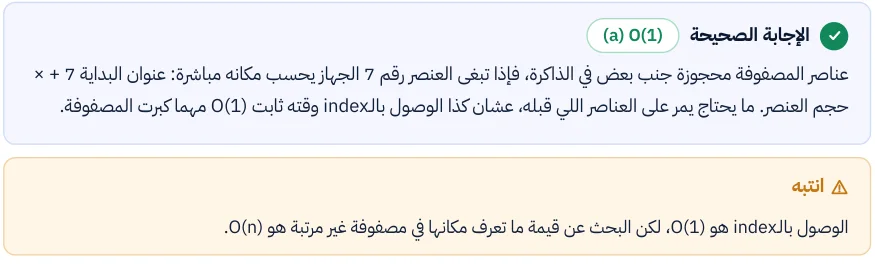 الإجابة الصحيحة (a) O(1)
عناصر المصفوفة محجوزة جنب بعض في الذاكرة، فإذا تبغى العنصر رقم 7 الجهاز يحسب مكانه مباشرة: عنوان البداية + 7 ×
حجم العنصر. ما يحتاج يمر على العناصر اللي قبله، عشان كذا الوصول بالـindex وقته ثابت O(1) مهما كبرت المصفوفة.
انتبه
الوصول بالـindex هو O(1)، لكن البحث عن قيمة ما تعرف مكانها في مصفوفة غير مرتبة هو O(n).